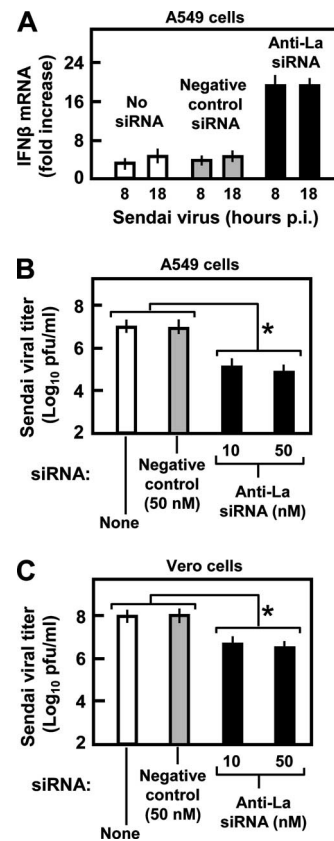 A
A549 cells
IFNβ mRNA
(fold increase)
24
16
8
0
No
siRNA
Negative
control
siRNA
Anti-La
siRNA
8 18 8 18 8 18
Sendai virus (hours p.i.)
B
A549 cells
Sendai viral titer
(Log10 pfu/ml)
8
6
4
2
*
siRNA:
None
Negative
control
(50 nM)
10 50
Anti-La
siRNA (nM)
C
Vero cells
Sendai viral titer
(Log10 pfu/ml)
8
6
4
2
*
siRNA:
None
Negative
control
(50 nM)
10 50
Anti-La
siRNA (nM)